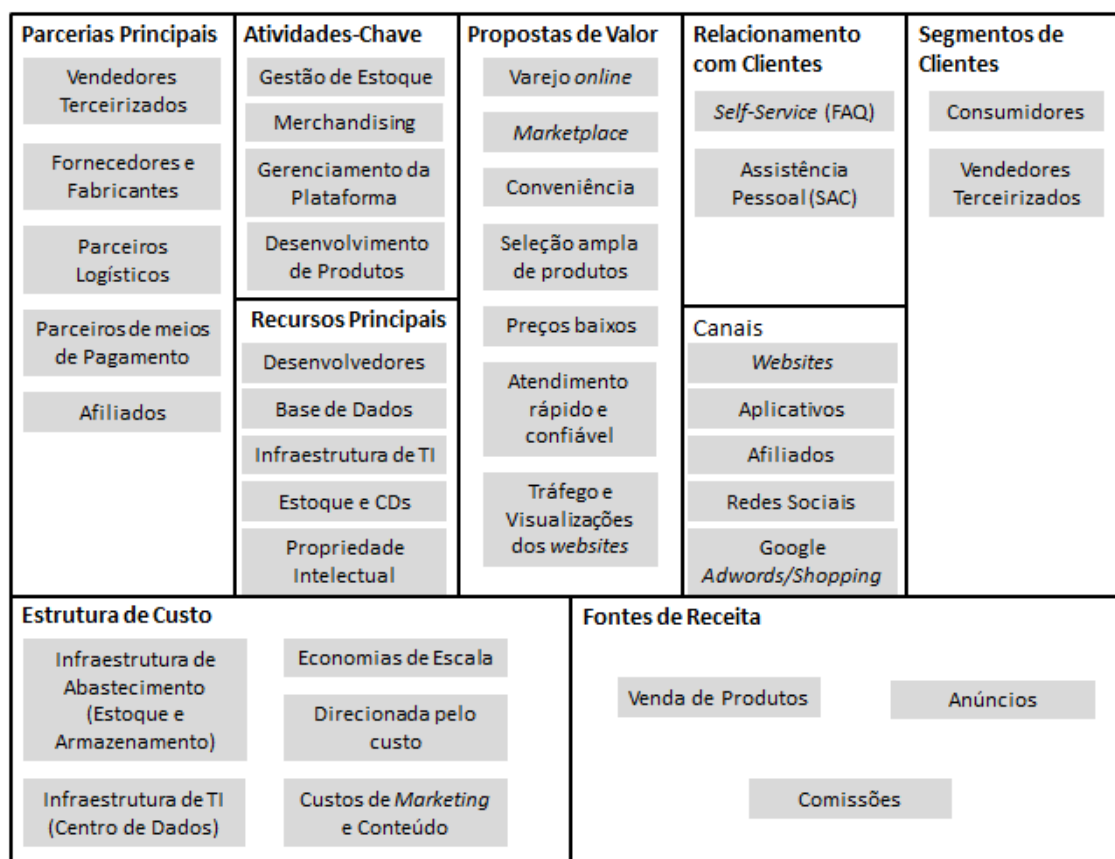 Parcerias Principais
Vendedores
Terceirizados
Fornecedores e
Fabricantes
Parceiros
Logísticos
Parceiros de meios
de Pagamento
Afiliados
Atividades-Chave
Gestão de Estoque
Merchandising
Gerenciamento da
Plataforma
Desenvolvimento
de Produtos
Recursos Principais
Desenvolvedores
Base de Dados
Infraestrutura de TI
Estoque e CDs
Propriedade
Intelectual
Propostas de Valor
Varejo online
Marketplace
Conveniência
Seleção ampla
de produtos
Preços baixos
Atendimento
rápido e
confiável
Tráfego e
Visualizações
dos websites
Relacionamento
com Clientes
Self-Service (FAQ)
Assistência
Pessoal (SAC)
Canais
Websites
Aplicativos
Afiliados
Redes Sociais
Google
Adwords/Shopping
Segmentos de
Clientes
Consumidores
Vendedores
Terceirizados
Estrutura de Custo
Infraestrutura de
Abastecimento
(Estoque e
Armazenamento)
Infraestrutura de TI
(Centro de Dados)
Economias de Escala
Direcionada pelo
custo
Custos de Marketing
e Conteúdo
Fontes de Receita
Venda de Produtos
Anúncios
Comissões